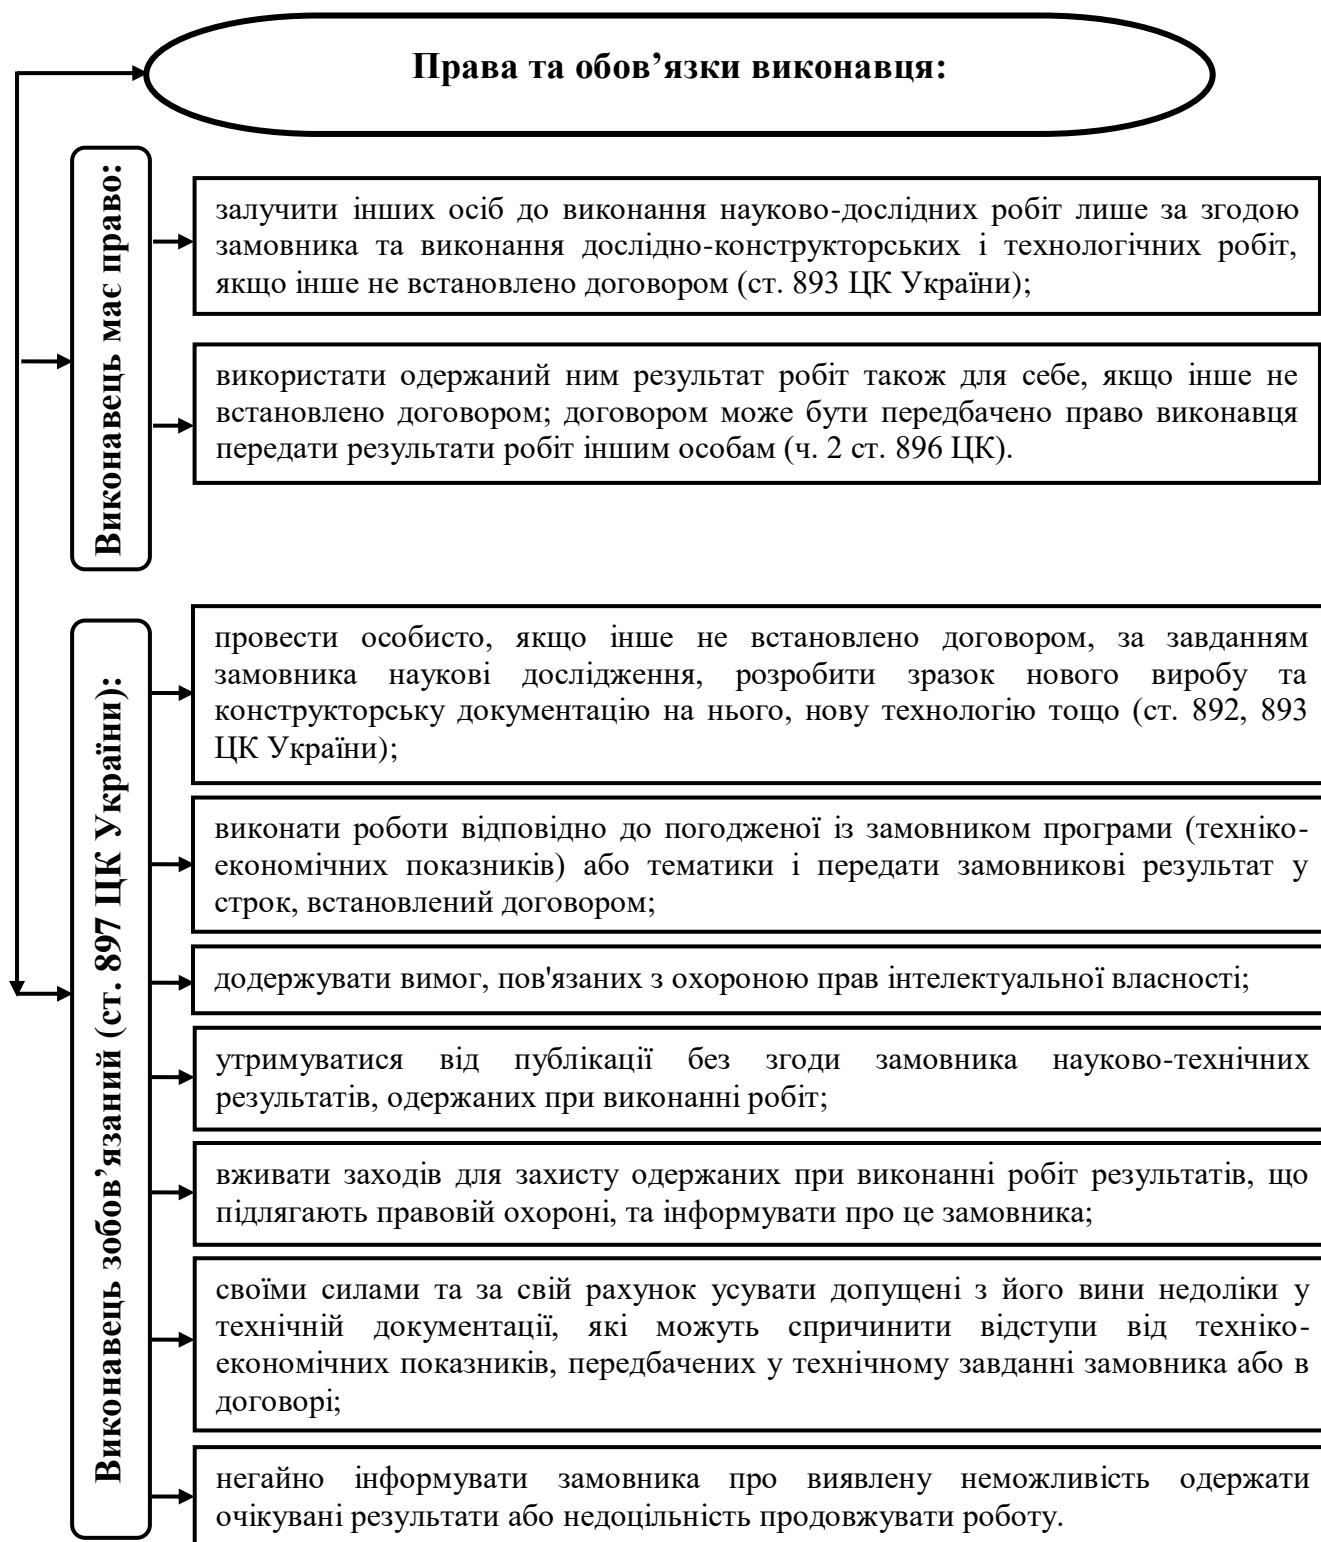 Права та обов’язки виконавця:
Виконавець має право:
залучити інших осіб до виконання науково-дослідних робіт лише за згодою
замовника та виконання дослідно-конструкторських і технологічних робіт,
якщо інше не встановлено договором (ст. 893 ЦК України);
використати одержаний ним результат робіт також для себе, якщо інше не
встановлено договором; договором може бути передбачено право виконавця
передати результати робіт іншим особам (ч. 2 ст. 896 ЦК).
Виконавець зобов’язаний (ст. 897 ЦК України):
провести особисто, якщо інше не встановлено договором, за завданням
замовника наукові дослідження, розробити зразок нового виробу та
конструкторську документацію на нього, нову технологію тощо (ст. 892, 893
ЦК України);
виконати роботи відповідно до погодженої із замовником програми (техніко-
економічних показників) або тематики і передати замовникові результат у
строк, встановлений договором;
додержувати вимог, пов'язаних з охороною прав інтелектуальної власності;
утримуватися від публікації без згоди замовника науково-технічних
результатів, одержаних при виконанні робіт;
вживати заходів для захисту одержаних при виконанні робіт результатів, що
підлягають правовій охороні, та інформувати про це замовника;
своїми силами та за свій рахунок усувати допущені з його вини недоліки у
технічній документації, які можуть спричинити відступи від техніко-
економічних показників, передбачених у технічному завданні замовника або в
договорі;
негайно інформувати замовника про виявлену неможливість одержати
очікувані результати або недоцільність продовжувати роботу.